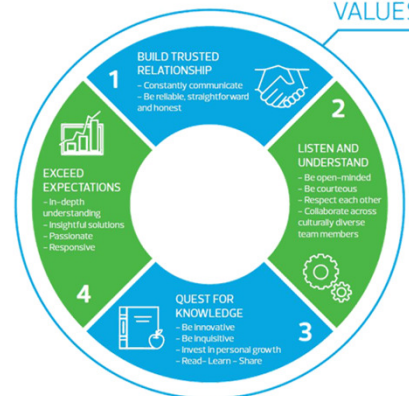 VALUES
1
BUILD TRUSTED
RELATIONSHIP
- Constantly communicate
- Be reliable, straightforward
and honest
2
LISTEN AND
UNDERSTAND
- Be open-minded
- Be courteous
- Respect each other
- Collaborate across
culturally diverse
team members
3
QUEST FOR
KNOWLEDGE
- Be innovative
- Be inquisitive
- Invest in personal growth
- Read- Learn - Share
4
EXCEED
EXPECTATIONS
- In-depth
understanding
- Insightful solutions
- Passionate
- Responsive